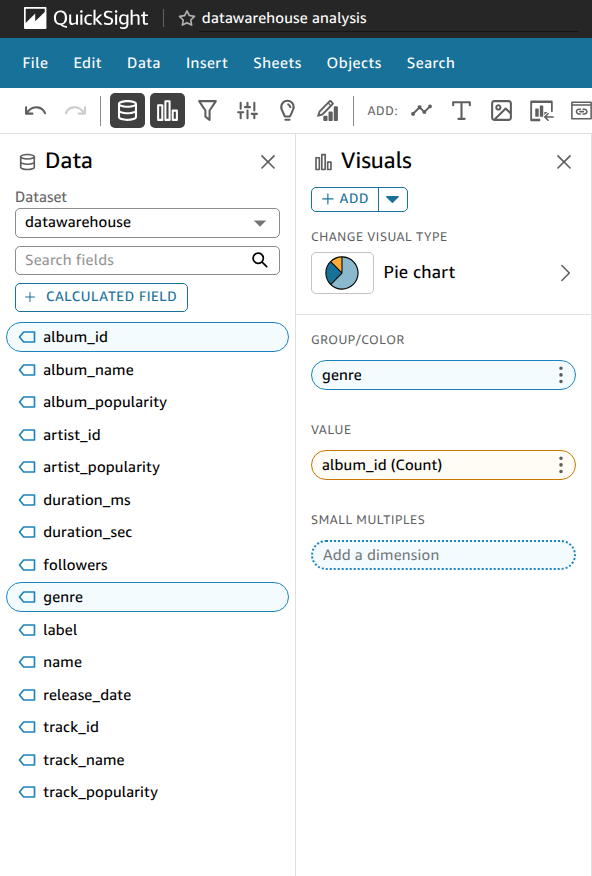 QuickSight
datawarehouse analysis
File Edit Data Insert Sheets Objects Search
ADD:
Data
Dataset
datawarehouse
Search fields
+ CALCULATED FIELD
album_id
album_name
album_popularity
artist_id
artist_popularity
duration_ms
duration_sec
followers
genre
label
name
release_date
track_id
track_name
track_popularity
Visuals
+ ADD
CHANGE VISUAL TYPE
Pie chart
GROUP/COLOR
genre
VALUE
album_id (Count)
SMALL MULTIPLES
Add a dimension